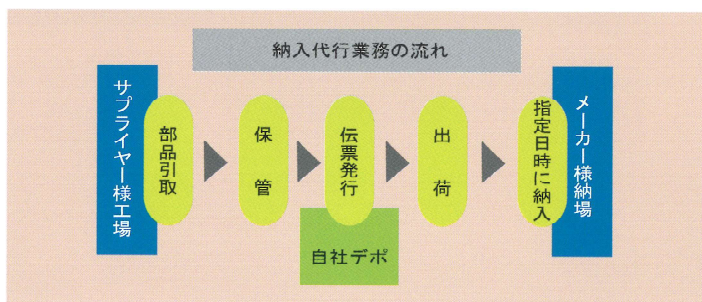 納入代行業務の流れ
サプライヤー様工場
部品引取
保管
伝票発行
出荷
指定日時に納入
メーカー様納場
自社デポ